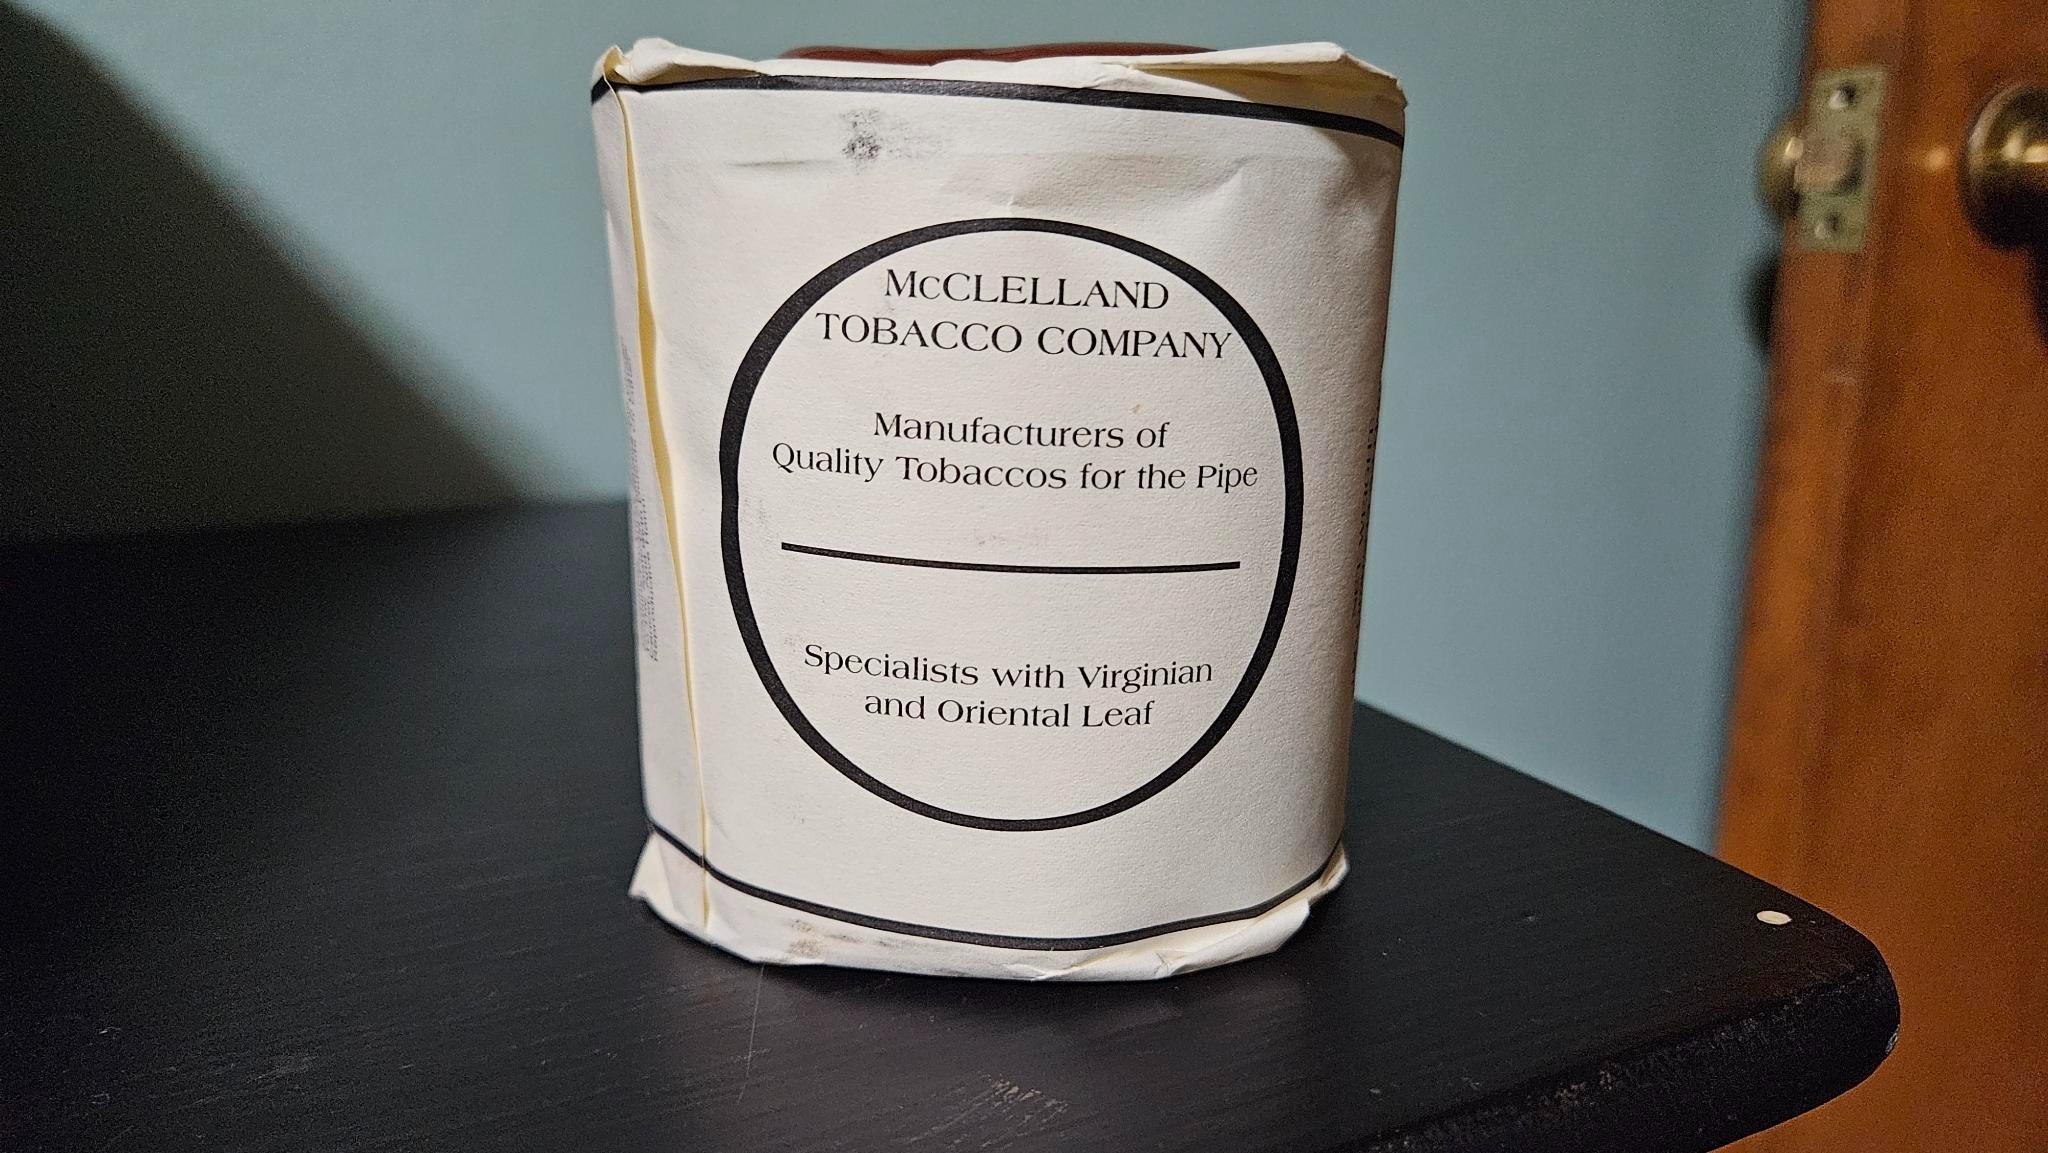 McCLELLAND
TOBACCO COMPANY
Manufacturers of
Quality Tobaccos for the Pipe
Specialists with Virginian
and Oriental Leaf